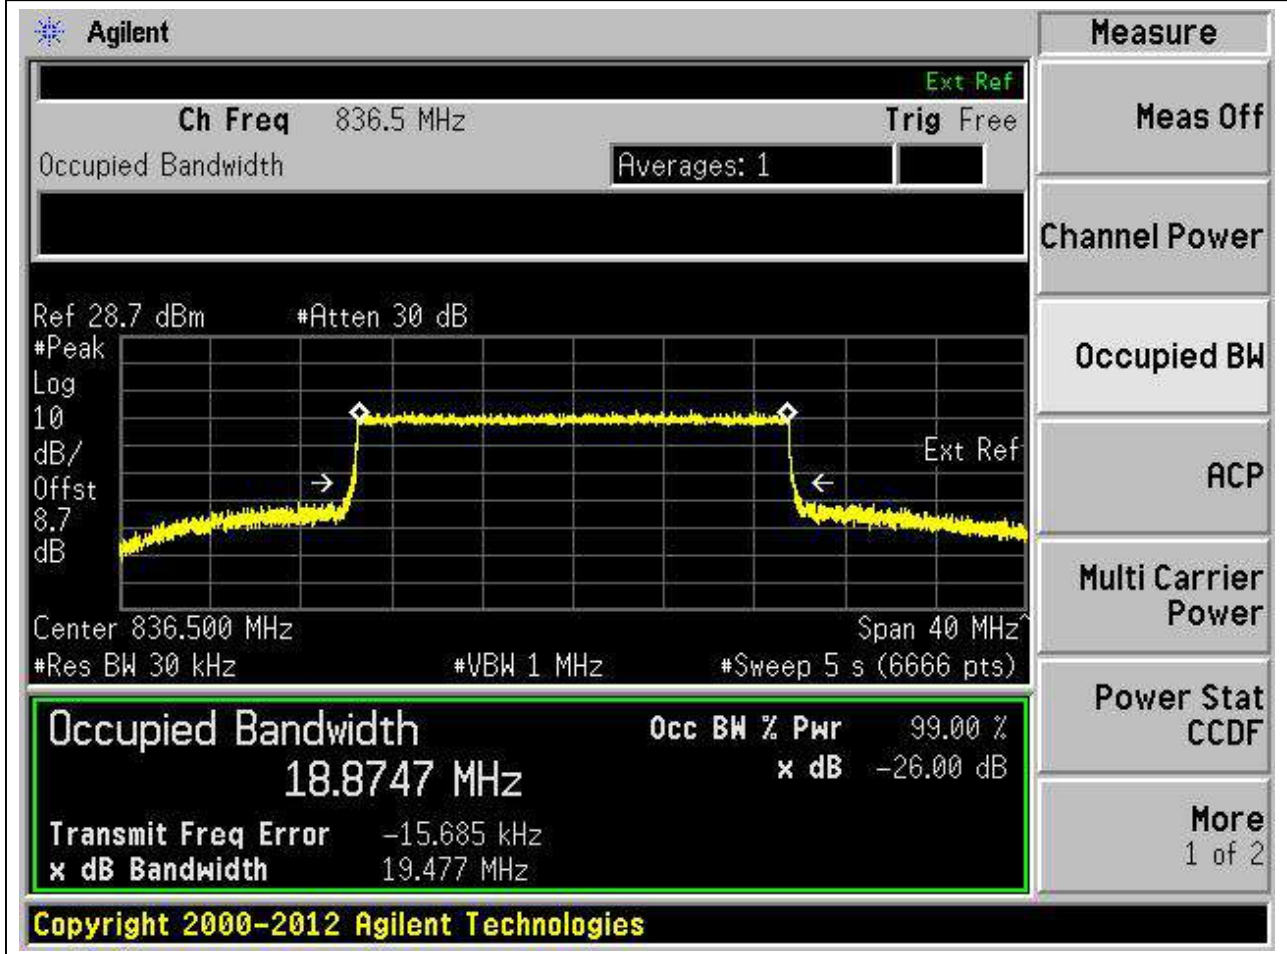 Agilent
Measure
Ext Ref
Ch Freq 836.5 MHz Trig Free
Occupied Bandwidth Averages: 1
Meas Off
Channel Power
Occupied BW
ACP
Multi Carrier
Power
Power Stat
CCDF
More
1 of 2
Ref 28.7 dBm #Atten 30 dB
#Peak
Log
10
dB/
Offst
8.7
dB
Ext Ref
Center 836.500 MHz Span 40 MHz^
#Res BW 30 kHz #VBW 1 MHz #Sweep 5 s (6666 pts)
Occupied Bandwidth Occ BW % Pwr 99.00 %
18.8747 MHz x dB -26.00 dB
Transmit Freq Error -15.685 kHz
x dB Bandwidth 19.477 MHz
Copyright 2000-2012 Agilent Technologies